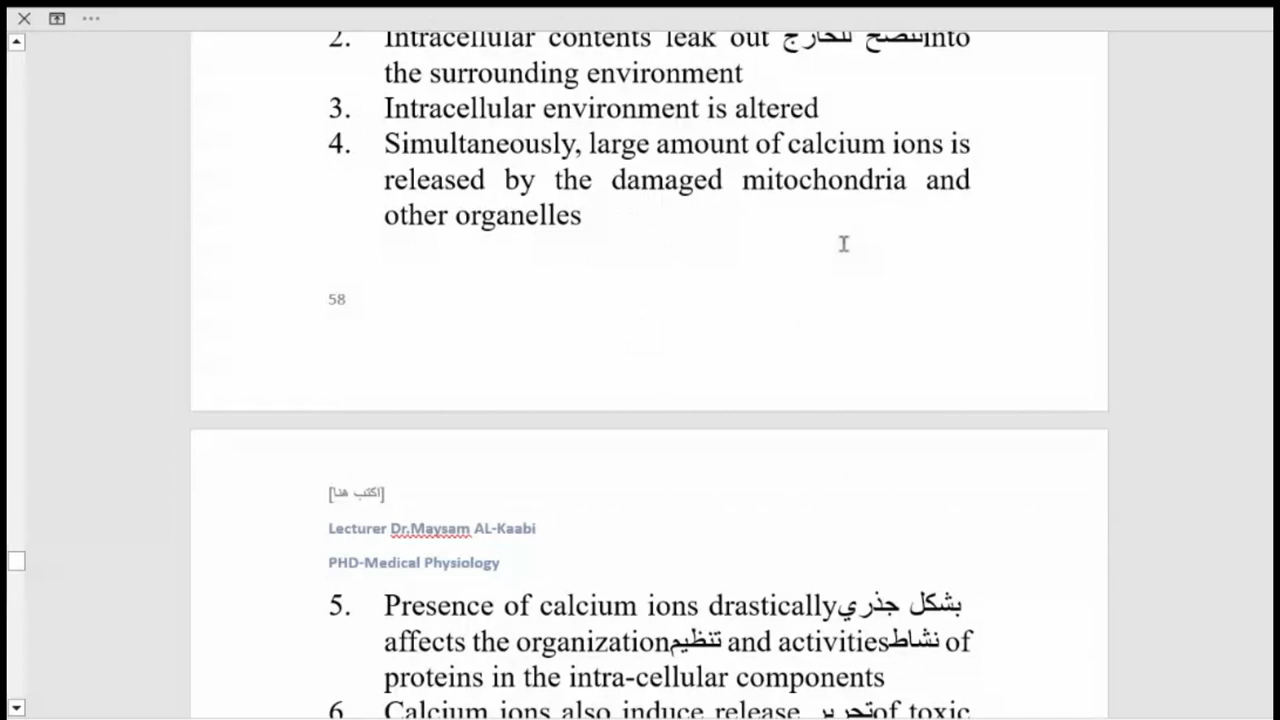 2. Intracellular contents leak out تنضح للخارج into
the surrounding environment
3. Intracellular environment is altered
4. Simultaneously, large amount of calcium ions is
released by the damaged mitochondria and
other organelles
58
[اكتب هنا]
Lecturer Dr.Maysam AL-Kaabi
PHD-Medical Physiology
5. Presence of calcium ions drastically بشكل جذري
affects the organization تنظيم and activities نشاط of
proteins in the intra-cellular components
6. Calcium ions also induce release تحرير of toxic